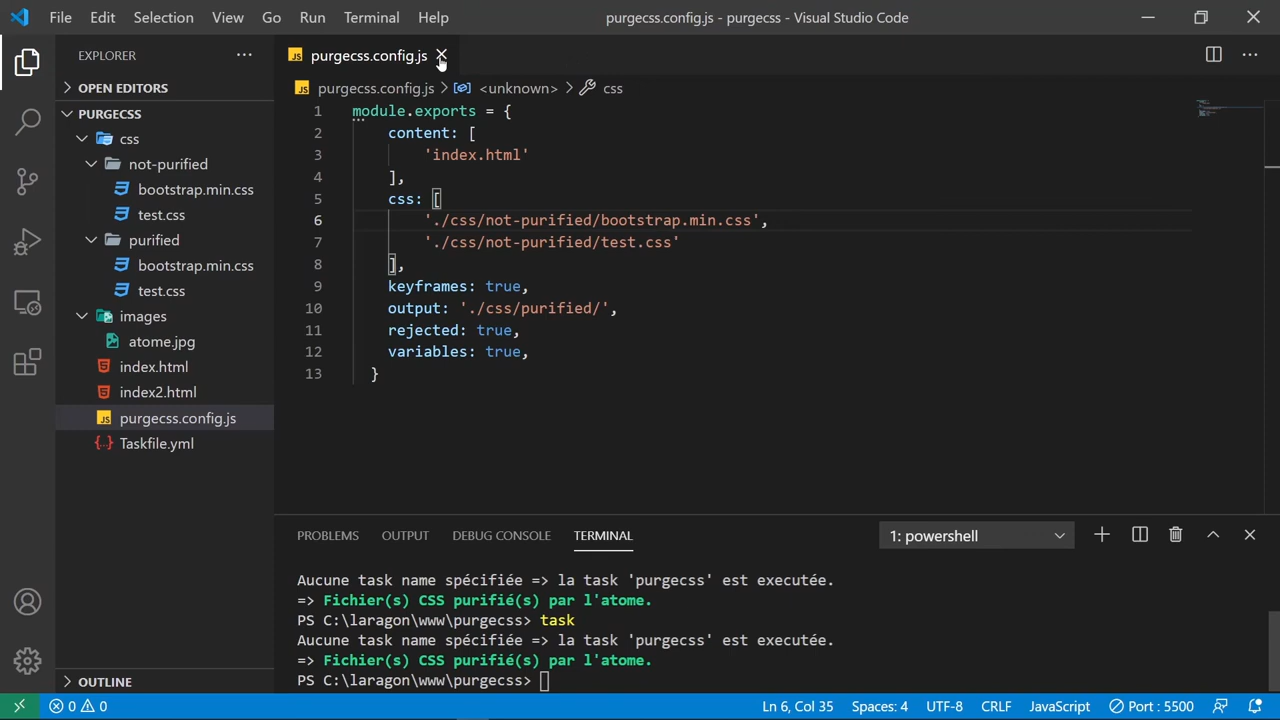 File Edit Selection View Go Run Terminal Help
purgecss.config.js - purgecss - Visual Studio Code
EXPLORER
OPEN EDITORS
PURGECSS
css
not-purified
bootstrap.min.css
test.css
purified
bootstrap.min.css
test.css
images
atome.jpg
index.html
index2.html
JS purgecss.config.js
Taskfile.yml
OUTLINE
JS purgecss.config.js
JS purgecss.config.js > <unknown> > css
1 module.exports = {
2 content: [
3 'index.html'
4 ],
5 css: [
6 './css/not-purified/bootstrap.min.css',
7 './css/not-purified/test.css'
8 ],
9 keyframes: true,
10 output: './css/purified/',
11 rejected: true,
12 variables: true,
13 }
PROBLEMS OUTPUT DEBUG CONSOLE TERMINAL
1: powershell
Aucune task name spécifiée => la task 'purgecss' est executée.
=> Fichier(s) CSS purifié(s) par l'atome.
PS C:\laragon\www\purgecss> task
Aucune task name spécifiée => la task 'purgecss' est executée.
=> Fichier(s) CSS purifié(s) par l'atome.
PS C:\laragon\www\purgecss>
0 0
Ln 6, Col 35 Spaces: 4 UTF-8 CRLF JavaScript Port : 5500